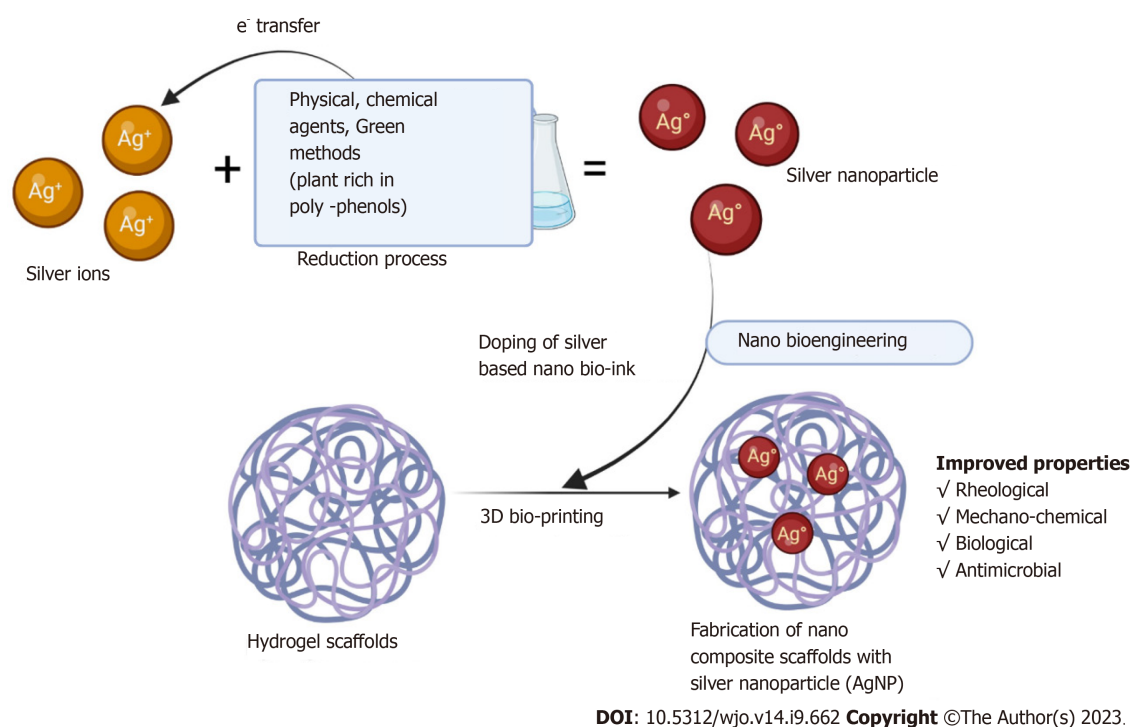 e⁻ transfer
Ag⁺
Ag⁺
Ag⁺
Silver ions
+
Physical, chemical
agents, Green
methods
(plant rich in
poly -phenols)
Reduction process
=
Ag°
Ag°
Ag°
Silver nanoparticle
Doping of silver
based nano bio-ink
Nano bioengineering
Hydrogel scaffolds
3D bio-printing
Ag°
Ag°
Ag°
Fabrication of nano
composite scaffolds with
silver nanoparticle (AgNP)
Improved properties
√ Rheological
√ Mechano-chemical
√ Biological
√ Antimicrobial
DOI: 10.5312/wjo.v14.i9.662 Copyright ©The Author(s) 2023.